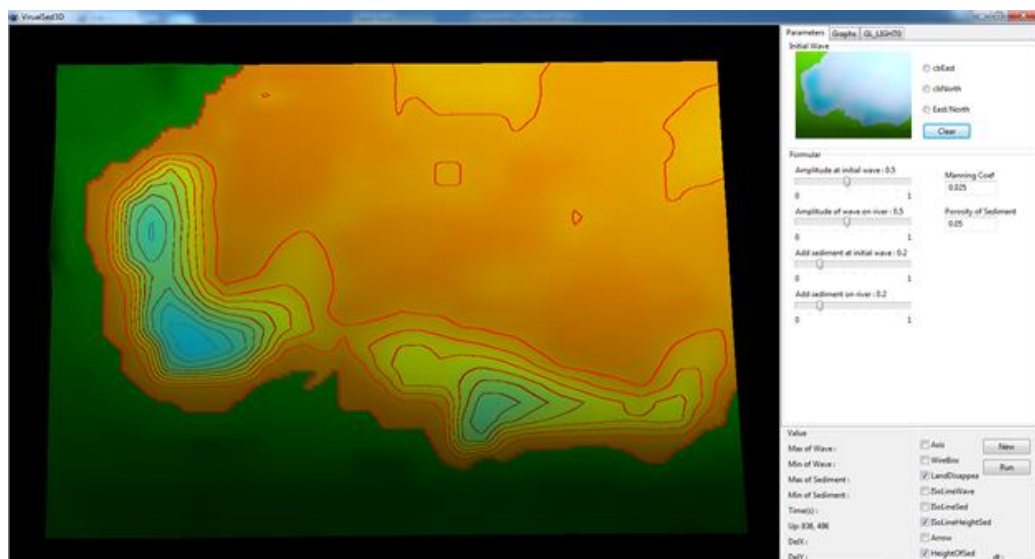 VirualSed3D
Parameters Graphs GL_LIGHT0
Initial Wave
cbEast
cbNorth
East/North
Clear
Formular
Amplitude at initial wave : 0.5
Manning Coef
0.025
0 1
Amplitude of wave on river : 0.5
Porosity of Sediment
0.05
0 1
Add sediment at initial wave : 0.2
0 1
Add sediment on river : 0.2
0 1
Value
Max of Wave :
Axis
New
Min of Wave :
WireBox
Run
Max of Sediment :
LandDisappea
Min of Sediment :
ISoLineWave
Time(s) :
ISoLineSed
Up: 836, 486
ISoLineHeightSed
DelX :
Arrow
DelY :
HeightOfSed
dt :